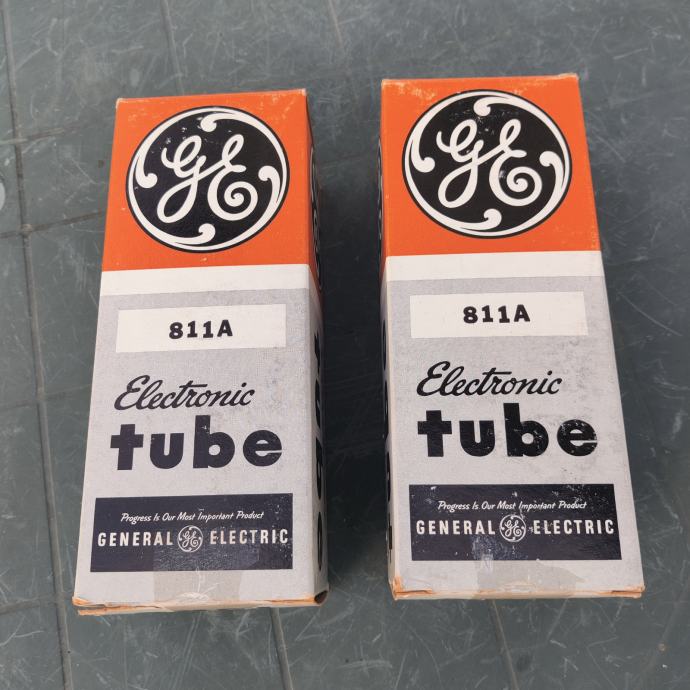 GE
811A
Electronic
tube
Progress Is Our Most Important Product
GENERAL GE ELECTRIC
GE
811A
Electronic
tube
Progress Is Our Most Important Product
GENERAL GE ELECTRIC